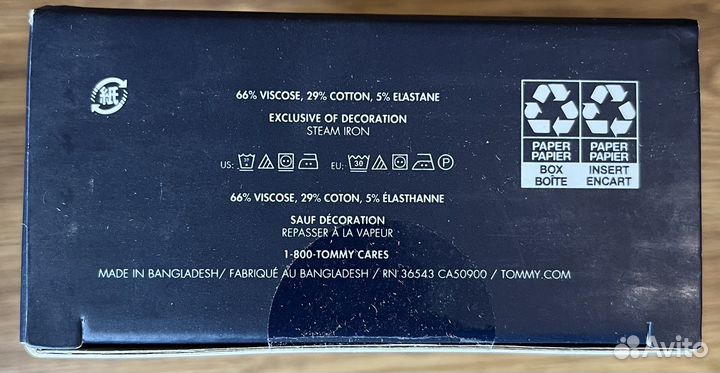 紙
66% VISCOSE, 29% COTTON, 5% ELASTANE
EXCLUSIVE OF DECORATION
STEAM IRON
US: EU: 30 P
66% VISCOSE, 29% COTON, 5% ÉLASTHANNE
SAUF DÉCORATION
REPASSER À LA VAPEUR
1-800-TOMMY CARES
MADE IN BANGLADESH/ FABRIQUÉ AU BANGLADESH / RN 36543 CA50900 / TOMMY.COM
PAPER PAPER
PAPIER PAPIER
BOX INSERT
BOÎTE ENCART
Avito